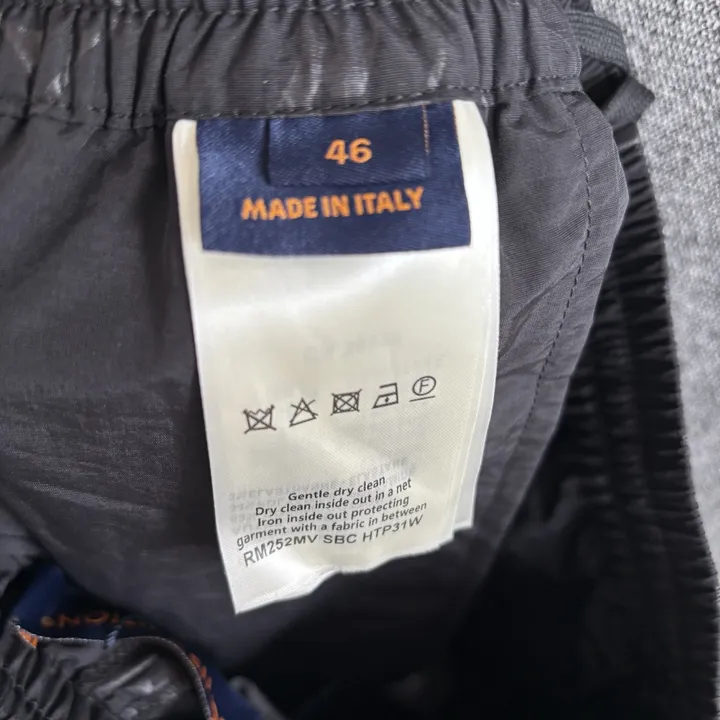 46
MADE IN ITALY
F
Gentle dry clean
Dry clean inside out in a net
Iron inside out protecting
garment with a fabric in between
RM252MV SBC HTP31W